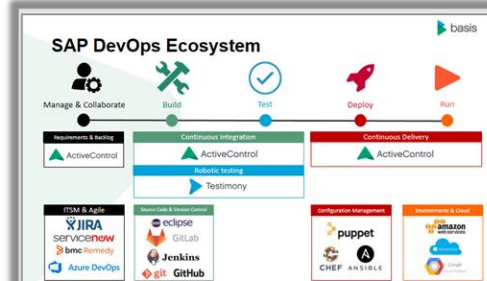 basis
SAP DevOps Ecosystem
Manage & Collaborate
Build
Test
Deploy
Run
Requirements & Backlog
Continuous Integration
Continuous Delivery
ActiveControl
ActiveControl
ActiveControl
Robotic testing
Testimony
ITSM & Agile
Source Code & Version Control
Configuration Management
Environments & Cloud
JIRA
servicenow
bmc Remedy
Azure DevOps
eclipse
GitLab
Jenkins
git GitHub
puppet
CHEF ANSIBLE
amazon
webservices
Google